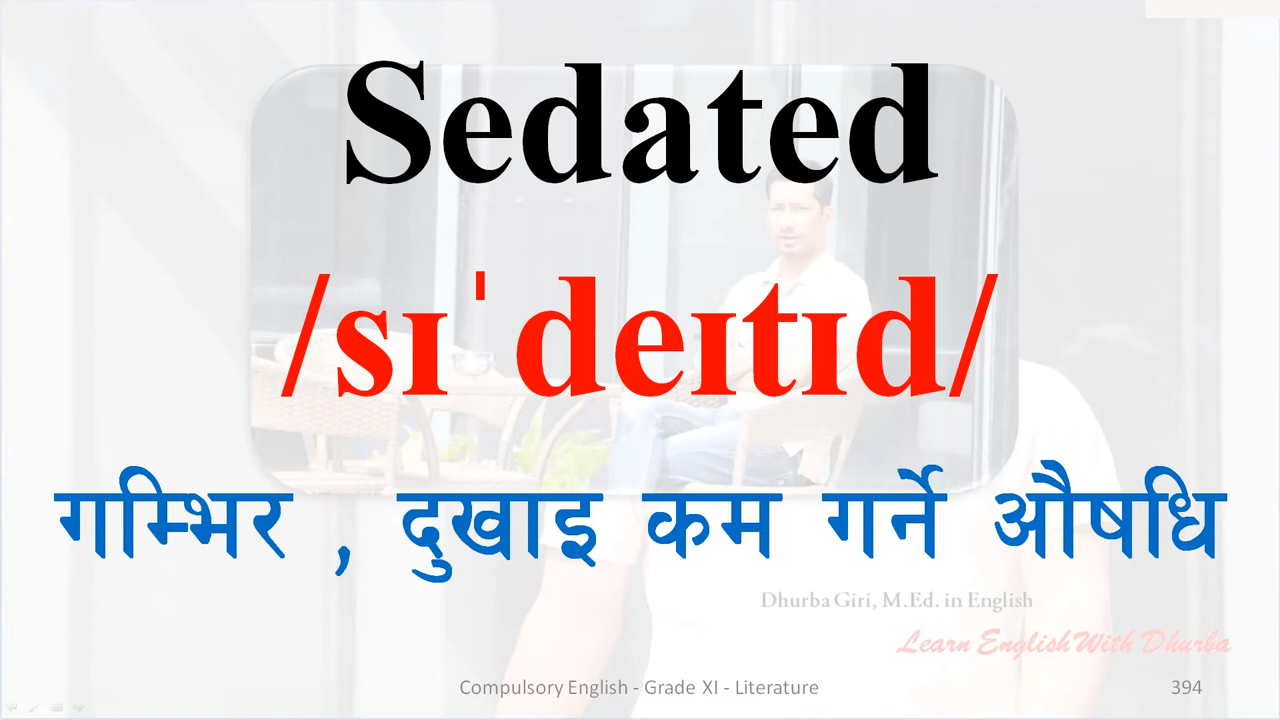 Sedated
/sɪˈdeɪtɪd/
गम्भिर , दुखाइ कम गर्ने औषधि
Dhurba Giri, M.Ed. in English
Learn English With Dhurba
Compulsory English - Grade XI - Literature
394